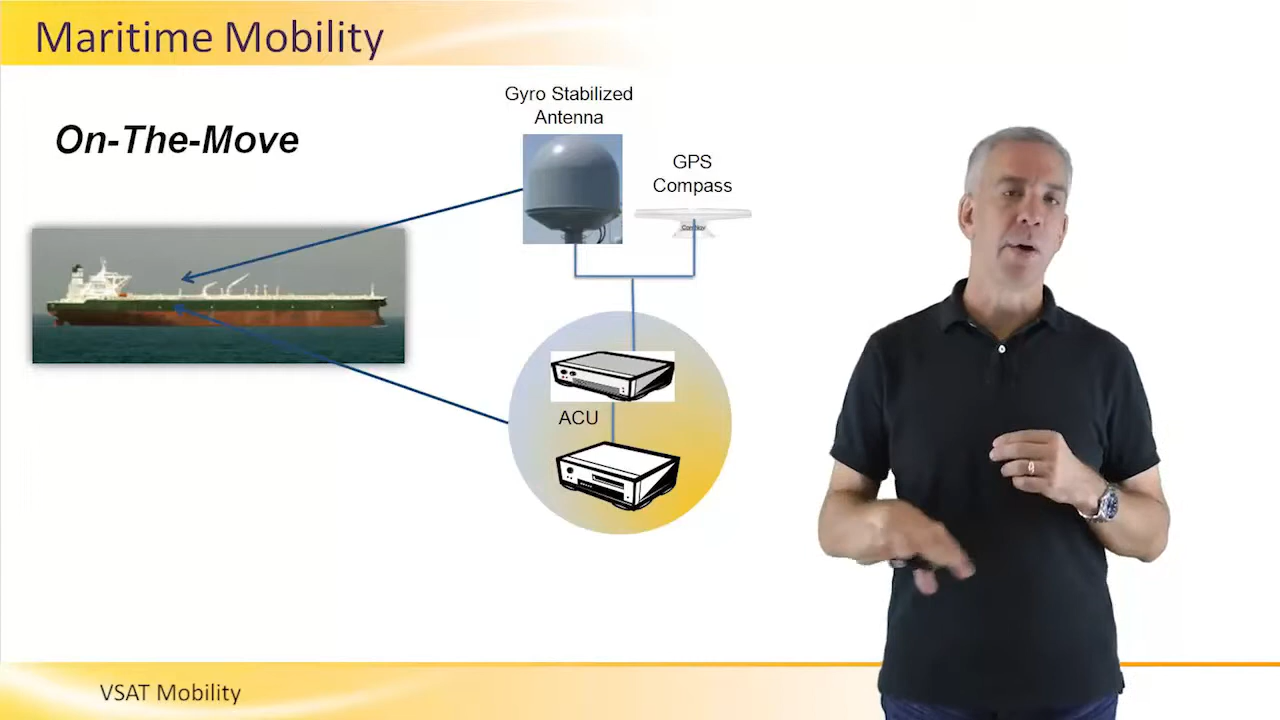 Maritime Mobility
On-The-Move
Gyro Stabilized
Antenna
GPS
Compass
ACU
VSAT Mobility